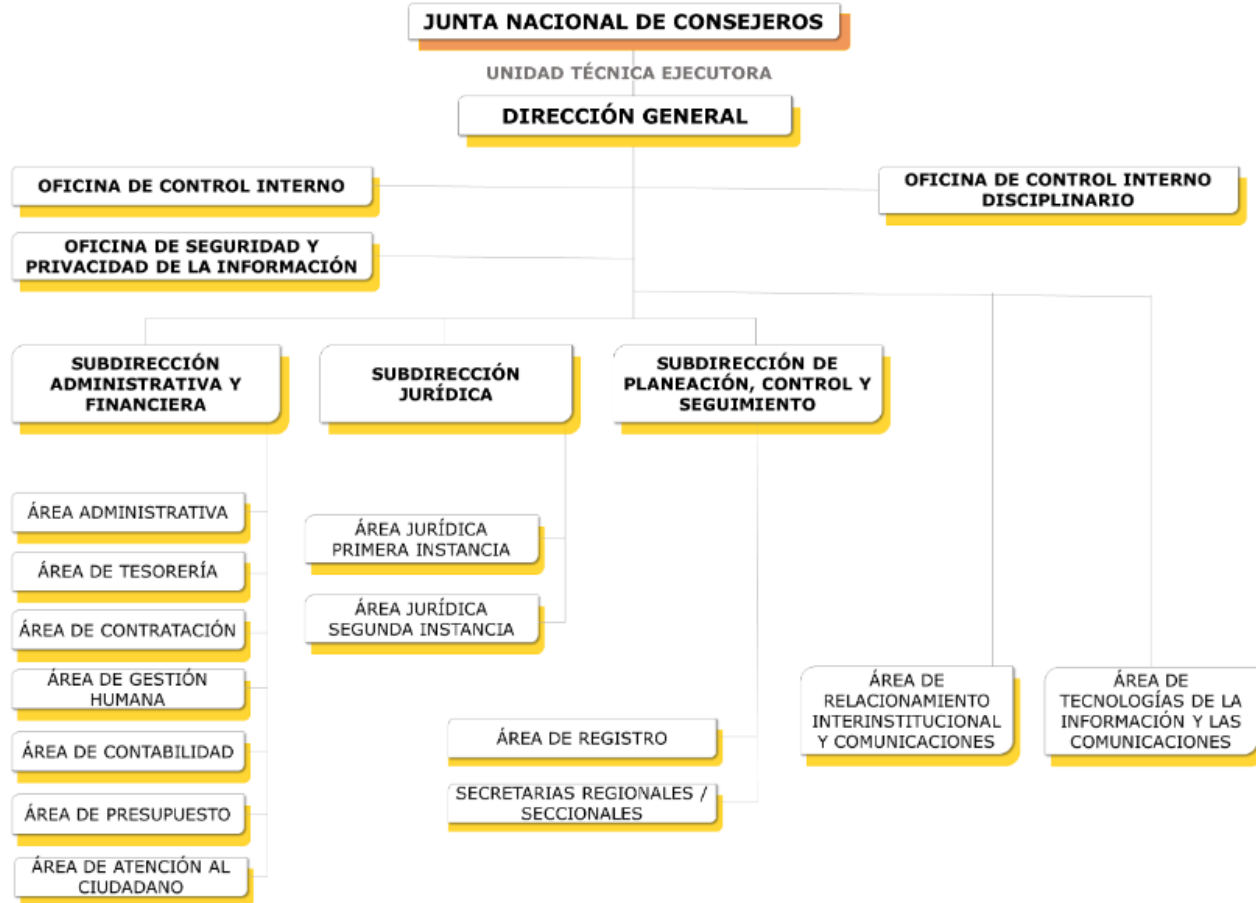 JUNTA NACIONAL DE CONSEJEROS
UNIDAD TÉCNICA EJECUTORA
DIRECCIÓN GENERAL
OFICINA DE CONTROL INTERNO
OFICINA DE CONTROL INTERNO
DISCIPLINARIO
OFICINA DE SEGURIDAD Y
PRIVACIDAD DE LA INFORMACIÓN
SUBDIRECCIÓN
ADMINISTRATIVA Y
FINANCIERA
SUBDIRECCIÓN
JURÍDICA
SUBDIRECCIÓN DE
PLANEACIÓN, CONTROL Y
SEGUIMIENTO
ÁREA ADMINISTRATIVA
ÁREA DE TESORERÍA
ÁREA DE CONTRATACIÓN
ÁREA DE GESTIÓN
HUMANA
ÁREA DE CONTABILIDAD
ÁREA DE PRESUPUESTO
ÁREA DE ATENCIÓN AL
CIUDADANO
ÁREA JURÍDICA
PRIMERA INSTANCIA
ÁREA JURÍDICA
SEGUNDA INSTANCIA
ÁREA DE REGISTRO
SECRETARIAS REGIONALES /
SECCIONALES
ÁREA DE
RELACIONAMIENTO
INTERINSTITUCIONAL
Y COMUNICACIONES
ÁREA DE
TECNOLOGÍAS DE LA
INFORMACIÓN Y LAS
COMUNICACIONES